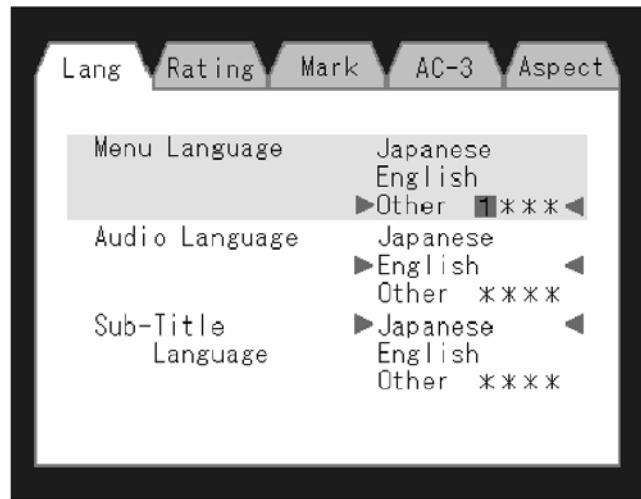 Lang Rating Mark AC-3 Aspect
Menu Language Japanese
English
▶Other 1***◀
Audio Language Japanese
▶English ◀
Other ****
Sub-Title ▶Japanese ◀
Language English
Other ****